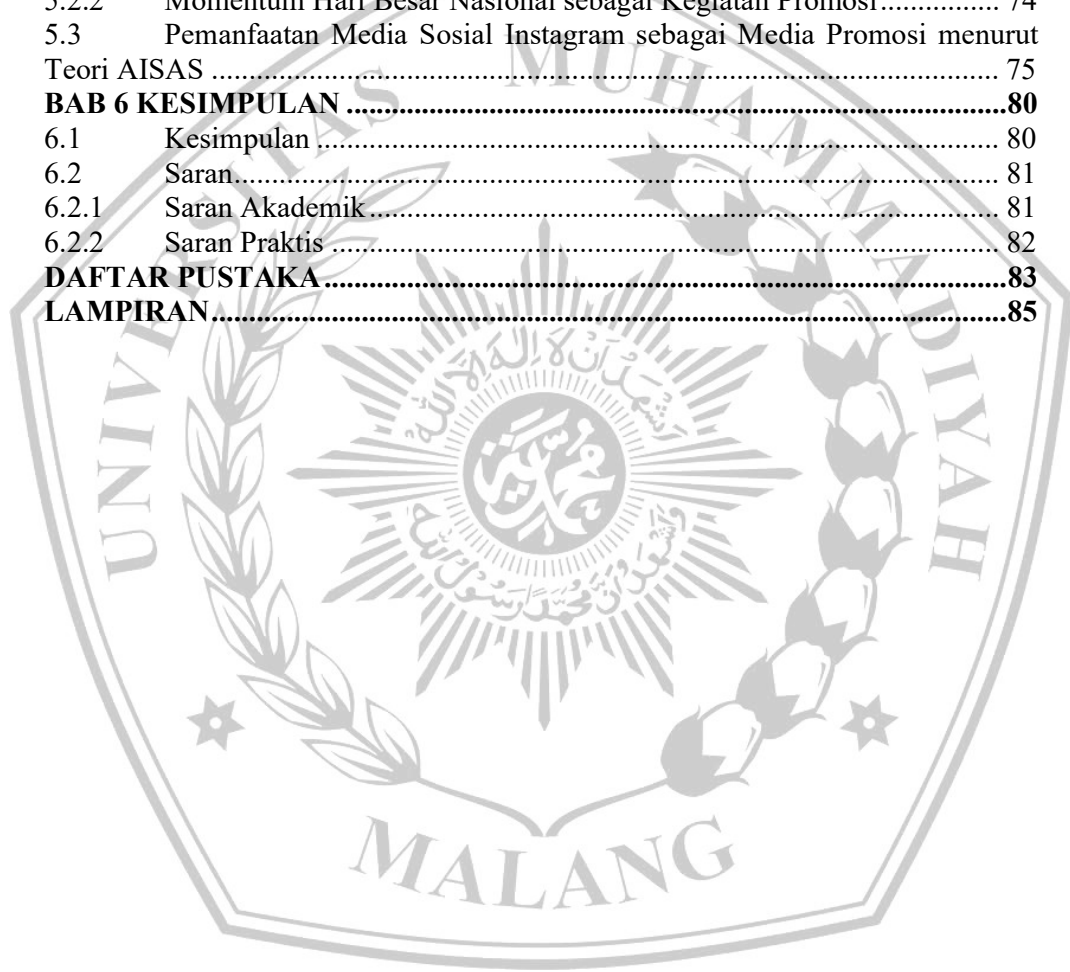 5.2.2 Momentum Hari Besar Nasional sebagai Kegiatan Promosi............... 74
5.3 Pemanfaatan Media Sosial Instagram sebagai Media Promosi menurut
Teori AISAS ................................................................................................ 75
BAB 6 KESIMPULAN ................................................................................80
6.1 Kesimpulan ................................................................................... 80
6.2 Saran............................................................................................. 81
6.2.1 Saran Akademik............................................................................ 81
6.2.2 Saran Praktis ................................................................................. 82
DAFTAR PUSTAKA...................................................................................83
LAMPIRAN.................................................................................................85
UNIVERSITAS MUHAMMADIYAH
MALANG